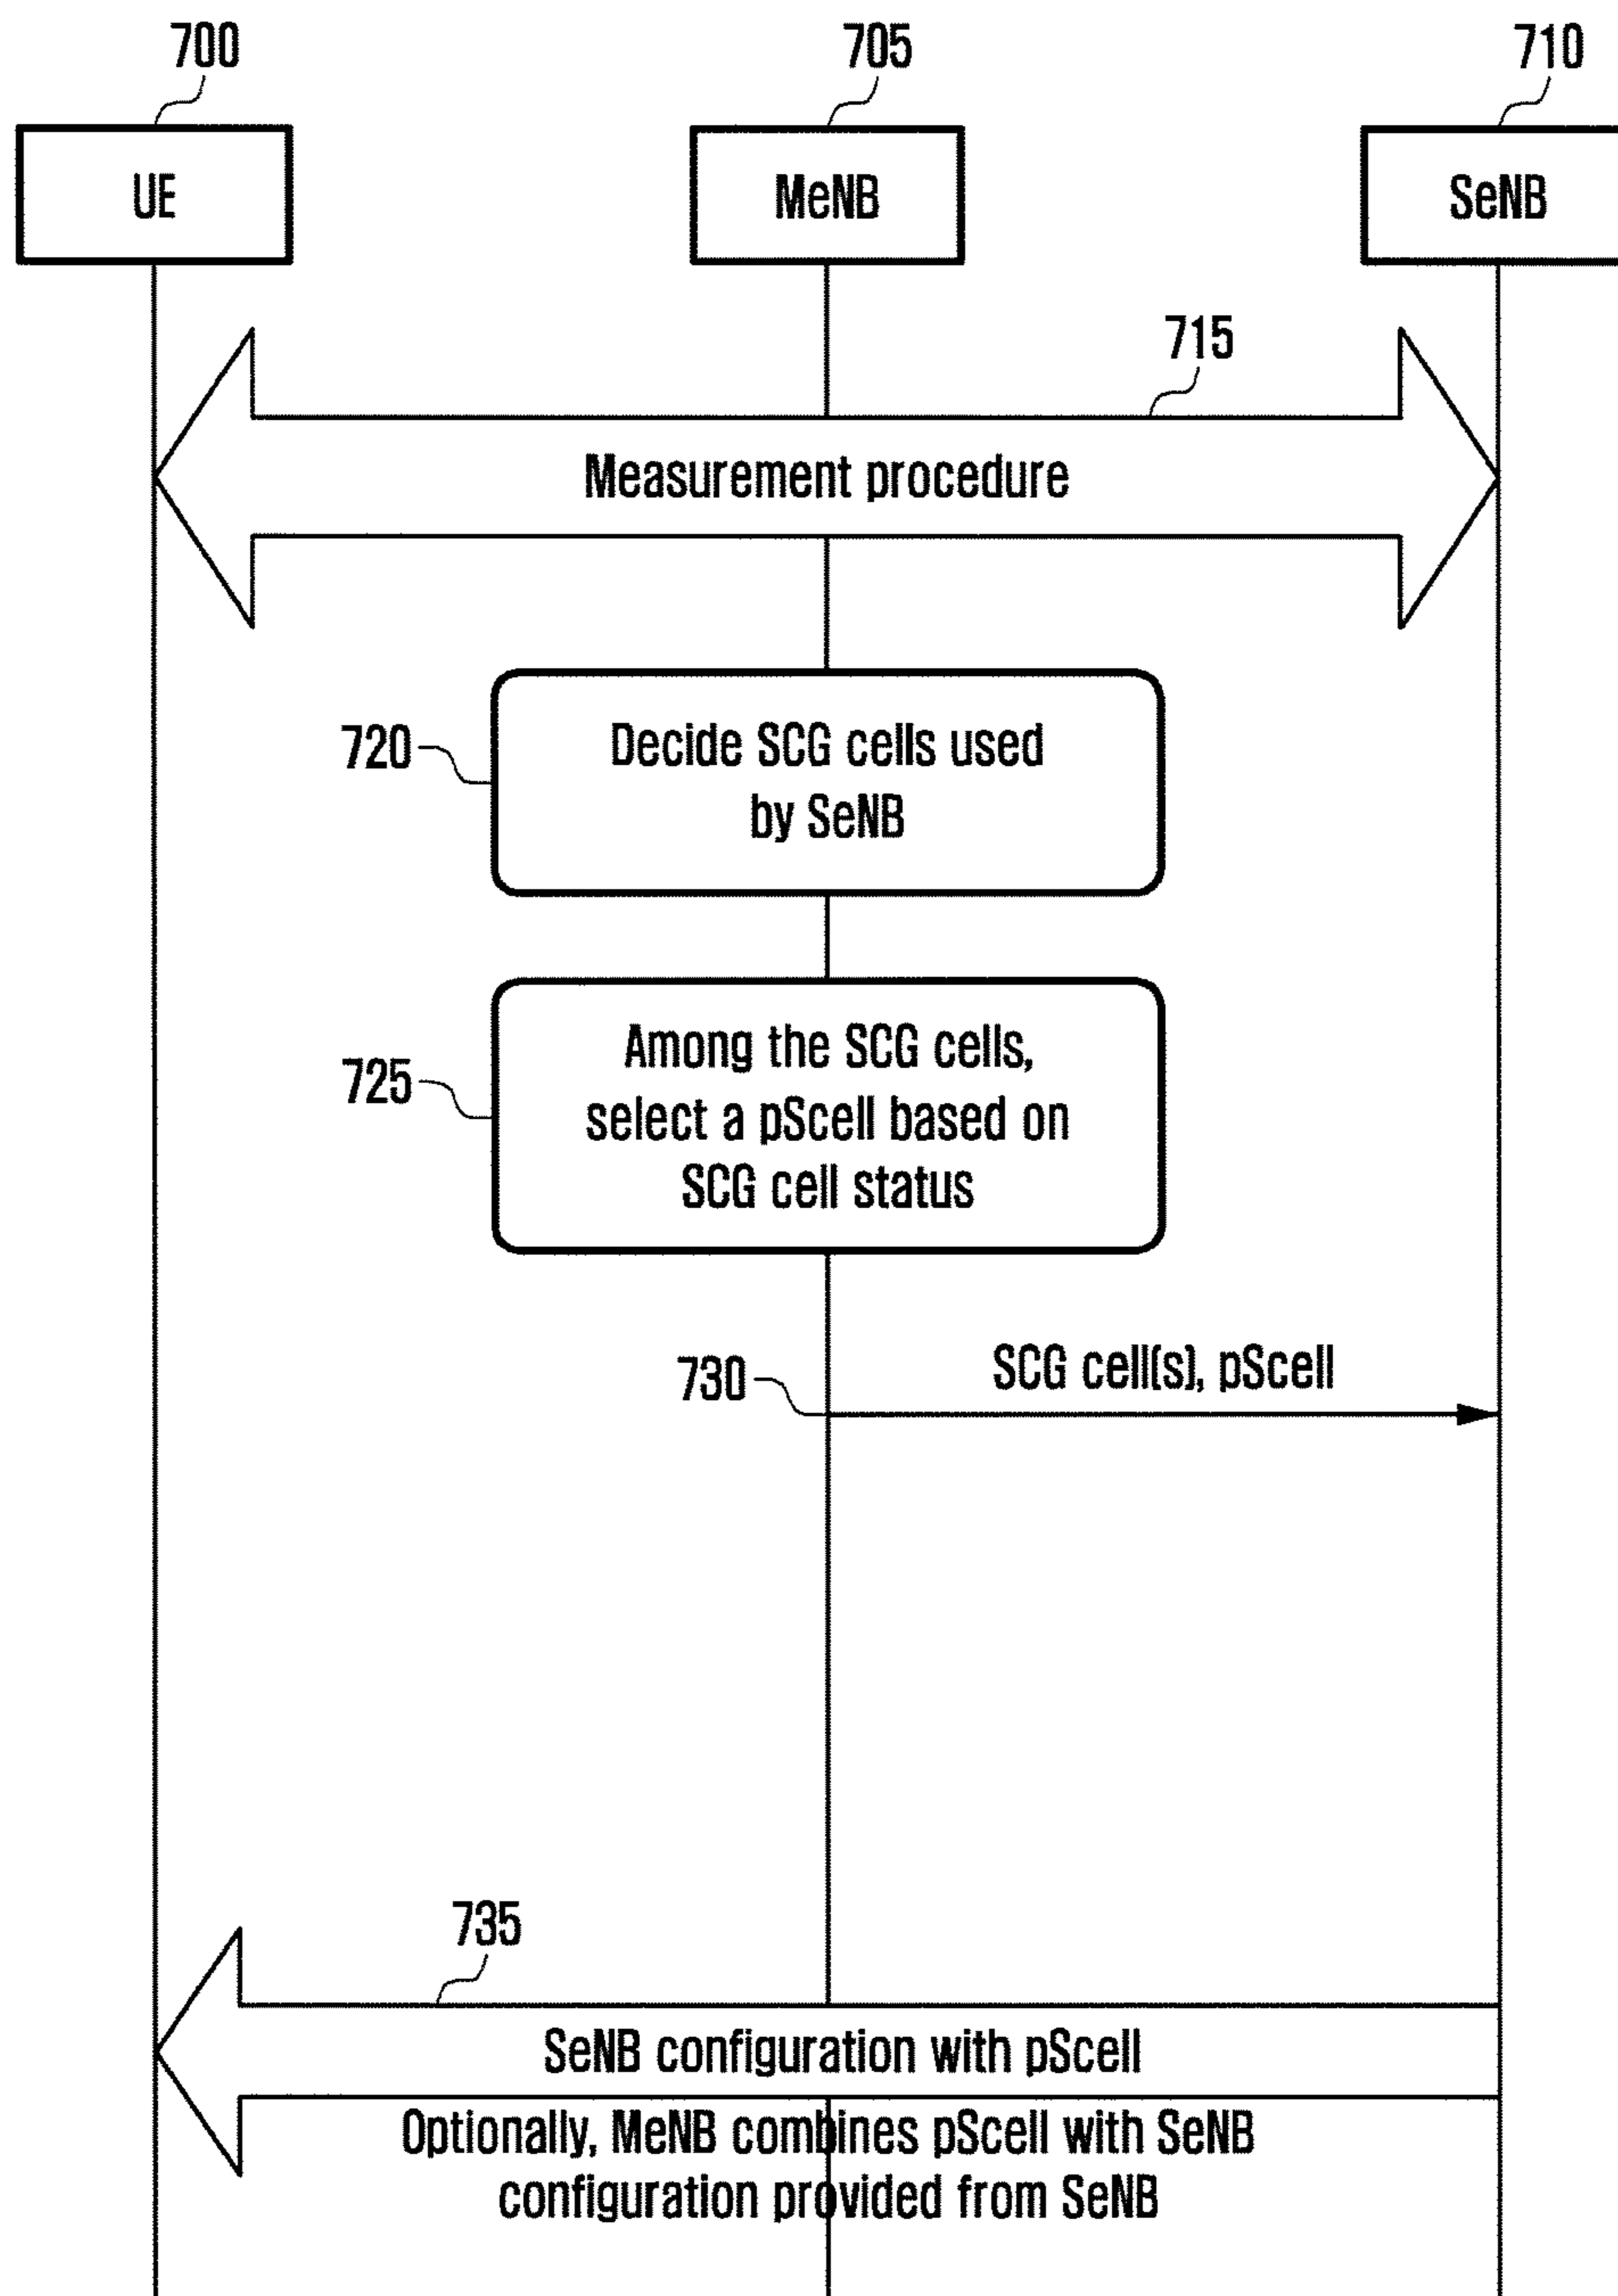 700
705
710
UE
MeNB
SeNB
715
Measurement procedure
720
Decide SCG cells used
by SeNB
725
Among the SCG cells,
select a pScell based on
SCG cell status
730
SCG cell(s), pScell
735
SeNB configuration with pScell
Optionally, MeNB combines pScell with SeNB
configuration provided from SeNB